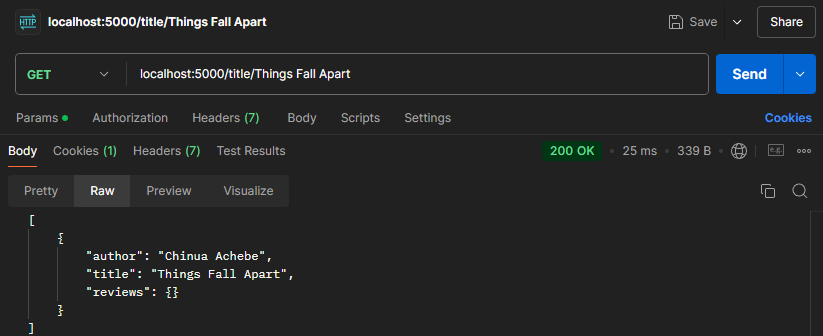 HTTP localhost:5000/title/Things Fall Apart Save Share
GET localhost:5000/title/Things Fall Apart Send
Params Authorization Headers (7) Body Scripts Settings Cookies
Body Cookies (1) Headers (7) Test Results 200 OK 25 ms 339 B e.g.
Pretty Raw Preview Visualize
[
{
"author": "Chinua Achebe",
"title": "Things Fall Apart",
"reviews": {}
}
]